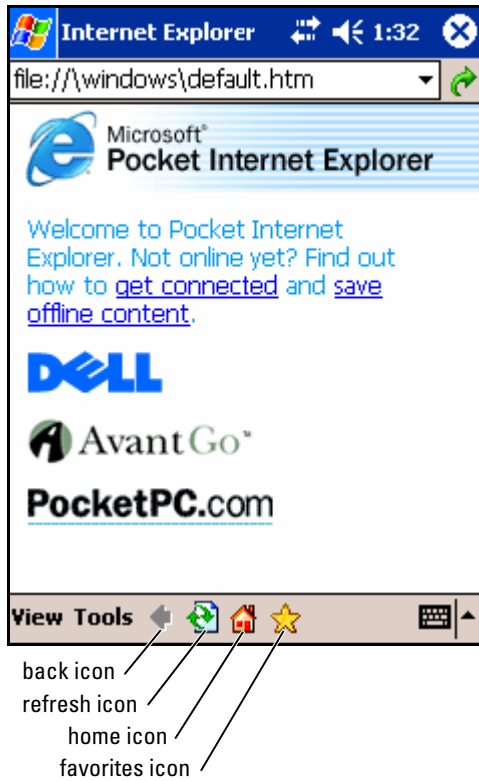 Internet Explorer 1:32
file://\windows\default.htm
Microsoft®
Pocket Internet Explorer
Welcome to Pocket Internet
Explorer. Not online yet? Find out
how to get connected and save
offline content.
DELL
AvantGo™
PocketPC.com
View Tools
back icon
refresh icon
home icon
favorites icon